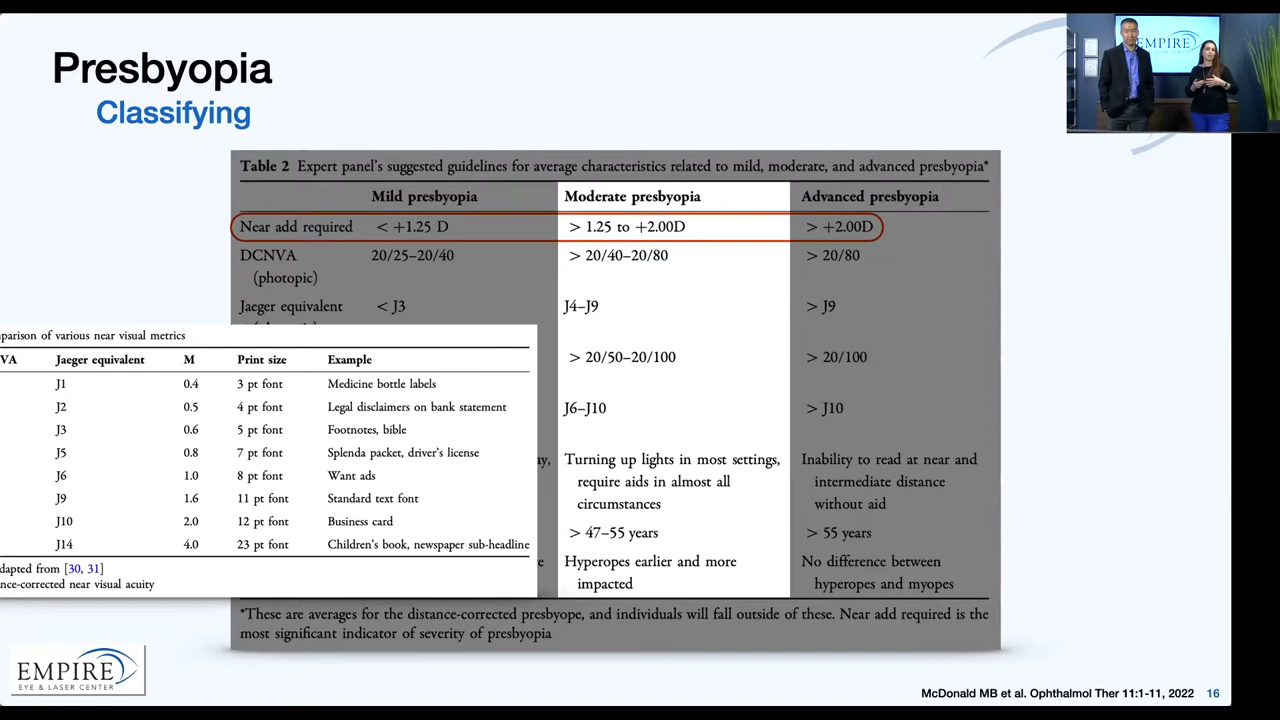 Presbyopia
Classifying
EMPIRE
Table 2 Expert panel's suggested guidelines for average characteristics related to mild, moderate, and advanced presbyopia*
Mild presbyopia Moderate presbyopia Advanced presbyopia
Near add required < +1.25 D > 1.25 to +2.00D > +2.00D
DCNVA 20/25–20/40 > 20/40–20/80 > 20/80
(photopic)
Jaeger equivalent < J3 J4–J9 > J9
> 20/50–20/100 > 20/100
J6–J10 > J10
Turning up lights in most settings, Inability to read at near and
require aids in almost all intermediate distance
circumstances without aid
> 47–55 years > 55 years
Hyperopes earlier and more No difference between
impacted hyperopes and myopes
*These are averages for the distance-corrected presbyope, and individuals will fall outside of these. Near add required is the
most significant indicator of severity of presbyopia
parison of various near visual metrics
VA Jaeger equivalent M Print size Example
J1 0.4 3 pt font Medicine bottle labels
J2 0.5 4 pt font Legal disclaimers on bank statement
J3 0.6 5 pt font Footnotes, bible
J5 0.8 7 pt font Splenda packet, driver's license
J6 1.0 8 pt font Want ads
J9 1.6 11 pt font Standard text font
J10 2.0 12 pt font Business card
J14 4.0 23 pt font Children's book, newspaper sub-headline
dapted from [30, 31]
nce-corrected near visual acuity
EMPIRE
EYE & LASER CENTER
McDonald MB et al. Ophthalmol Ther 11:1-11, 2022 16